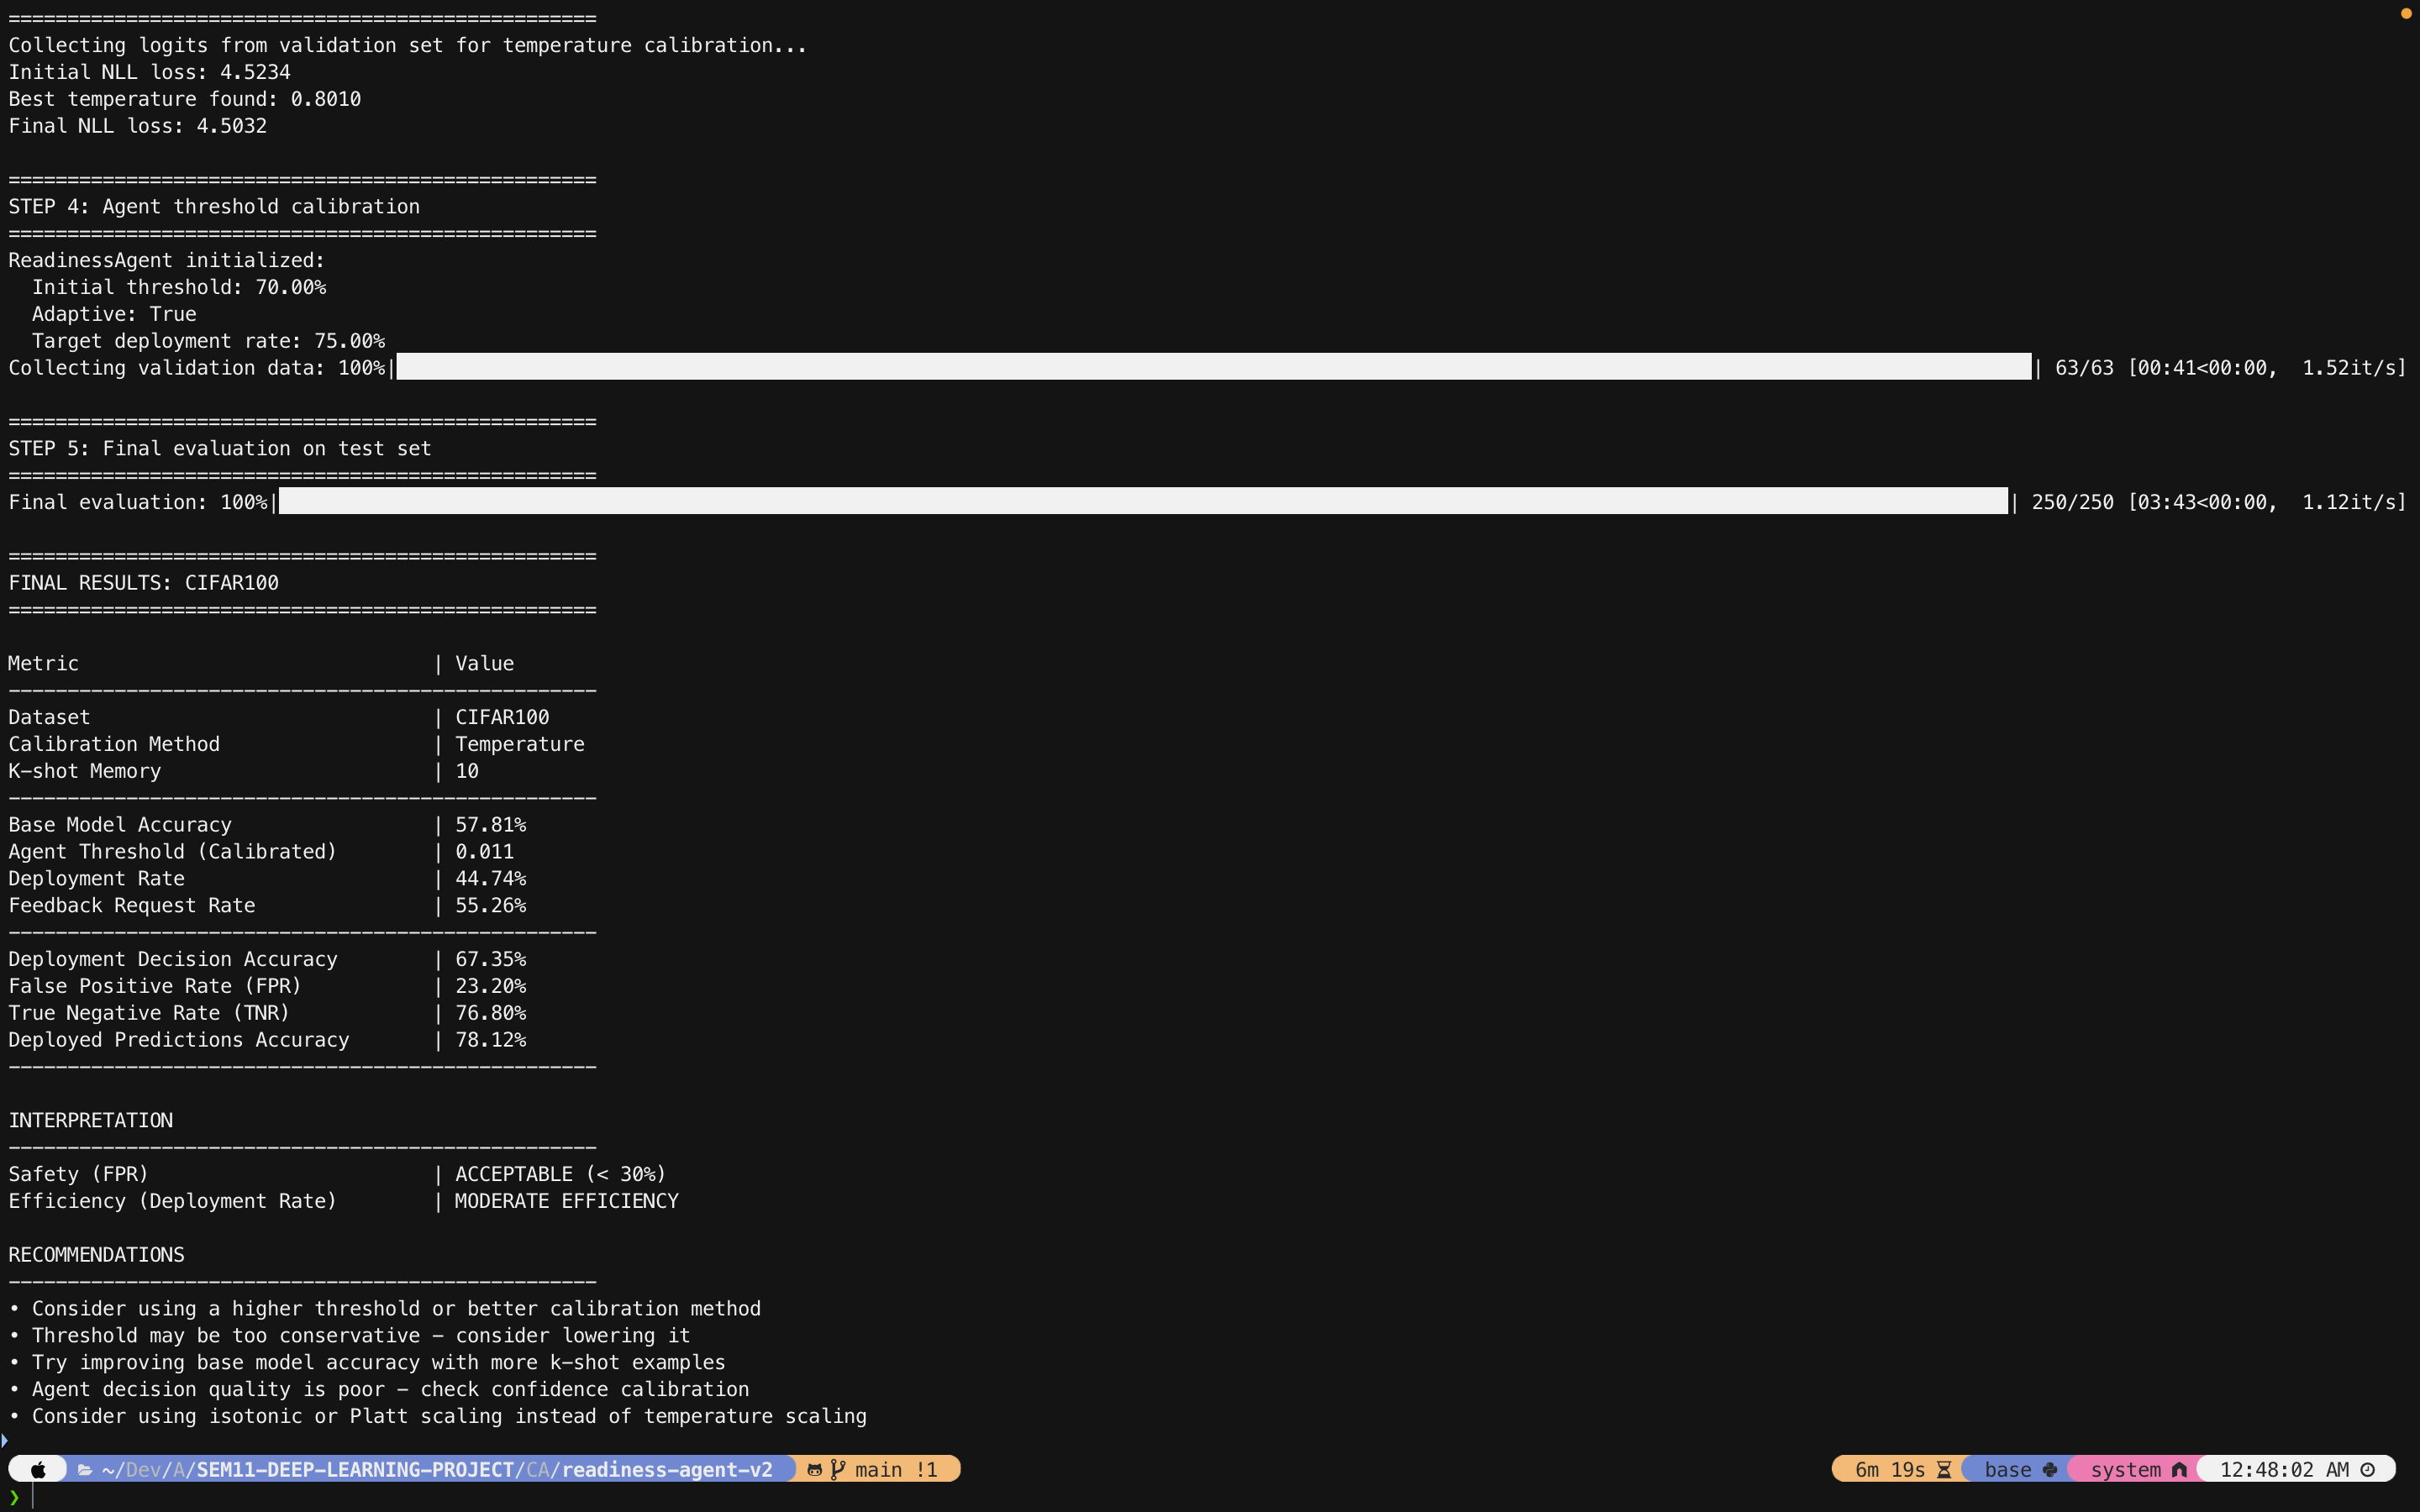 ==================================================
Collecting logits from validation set for temperature calibration...
Initial NLL loss: 4.5234
Best temperature found: 0.8010
Final NLL loss: 4.5032
==================================================
STEP 4: Agent threshold calibration
==================================================
ReadinessAgent initialized:
  Initial threshold: 70.00%
  Adaptive: True
  Target deployment rate: 75.00%
Collecting validation data: 100%| | 63/63 [00:41<00:00,  1.52it/s]
==================================================
STEP 5: Final evaluation on test set
==================================================
Final evaluation: 100%| | 250/250 [03:43<00:00,  1.12it/s]
==================================================
FINAL RESULTS: CIFAR100
==================================================
Metric                              | Value
--------------------------------------------------
Dataset                             | CIFAR100
Calibration Method                  | Temperature
K-shot Memory                       | 10
--------------------------------------------------
Base Model Accuracy                 | 57.81%
Agent Threshold (Calibrated)        | 0.011
Deployment Rate                     | 44.74%
Feedback Request Rate               | 55.26%
--------------------------------------------------
Deployment Decision Accuracy        | 67.35%
False Positive Rate (FPR)           | 23.20%
True Negative Rate (TNR)            | 76.80%
Deployed Predictions Accuracy       | 78.12%
--------------------------------------------------
INTERPRETATION
--------------------------------------------------
Safety (FPR)                        | ACCEPTABLE (< 30%)
Efficiency (Deployment Rate)        | MODERATE EFFICIENCY
RECOMMENDATIONS
--------------------------------------------------
• Consider using a higher threshold or better calibration method
• Threshold may be too conservative - consider lowering it
• Try improving base model accuracy with more k-shot examples
• Agent decision quality is poor - check confidence calibration
• Consider using isotonic or Platt scaling instead of temperature scaling
~/Dev/A/SEM11-DEEP-LEARNING-PROJECT/CA/readiness-agent-v2 main !1 6m 19s base system 12:48:02 AM
❯